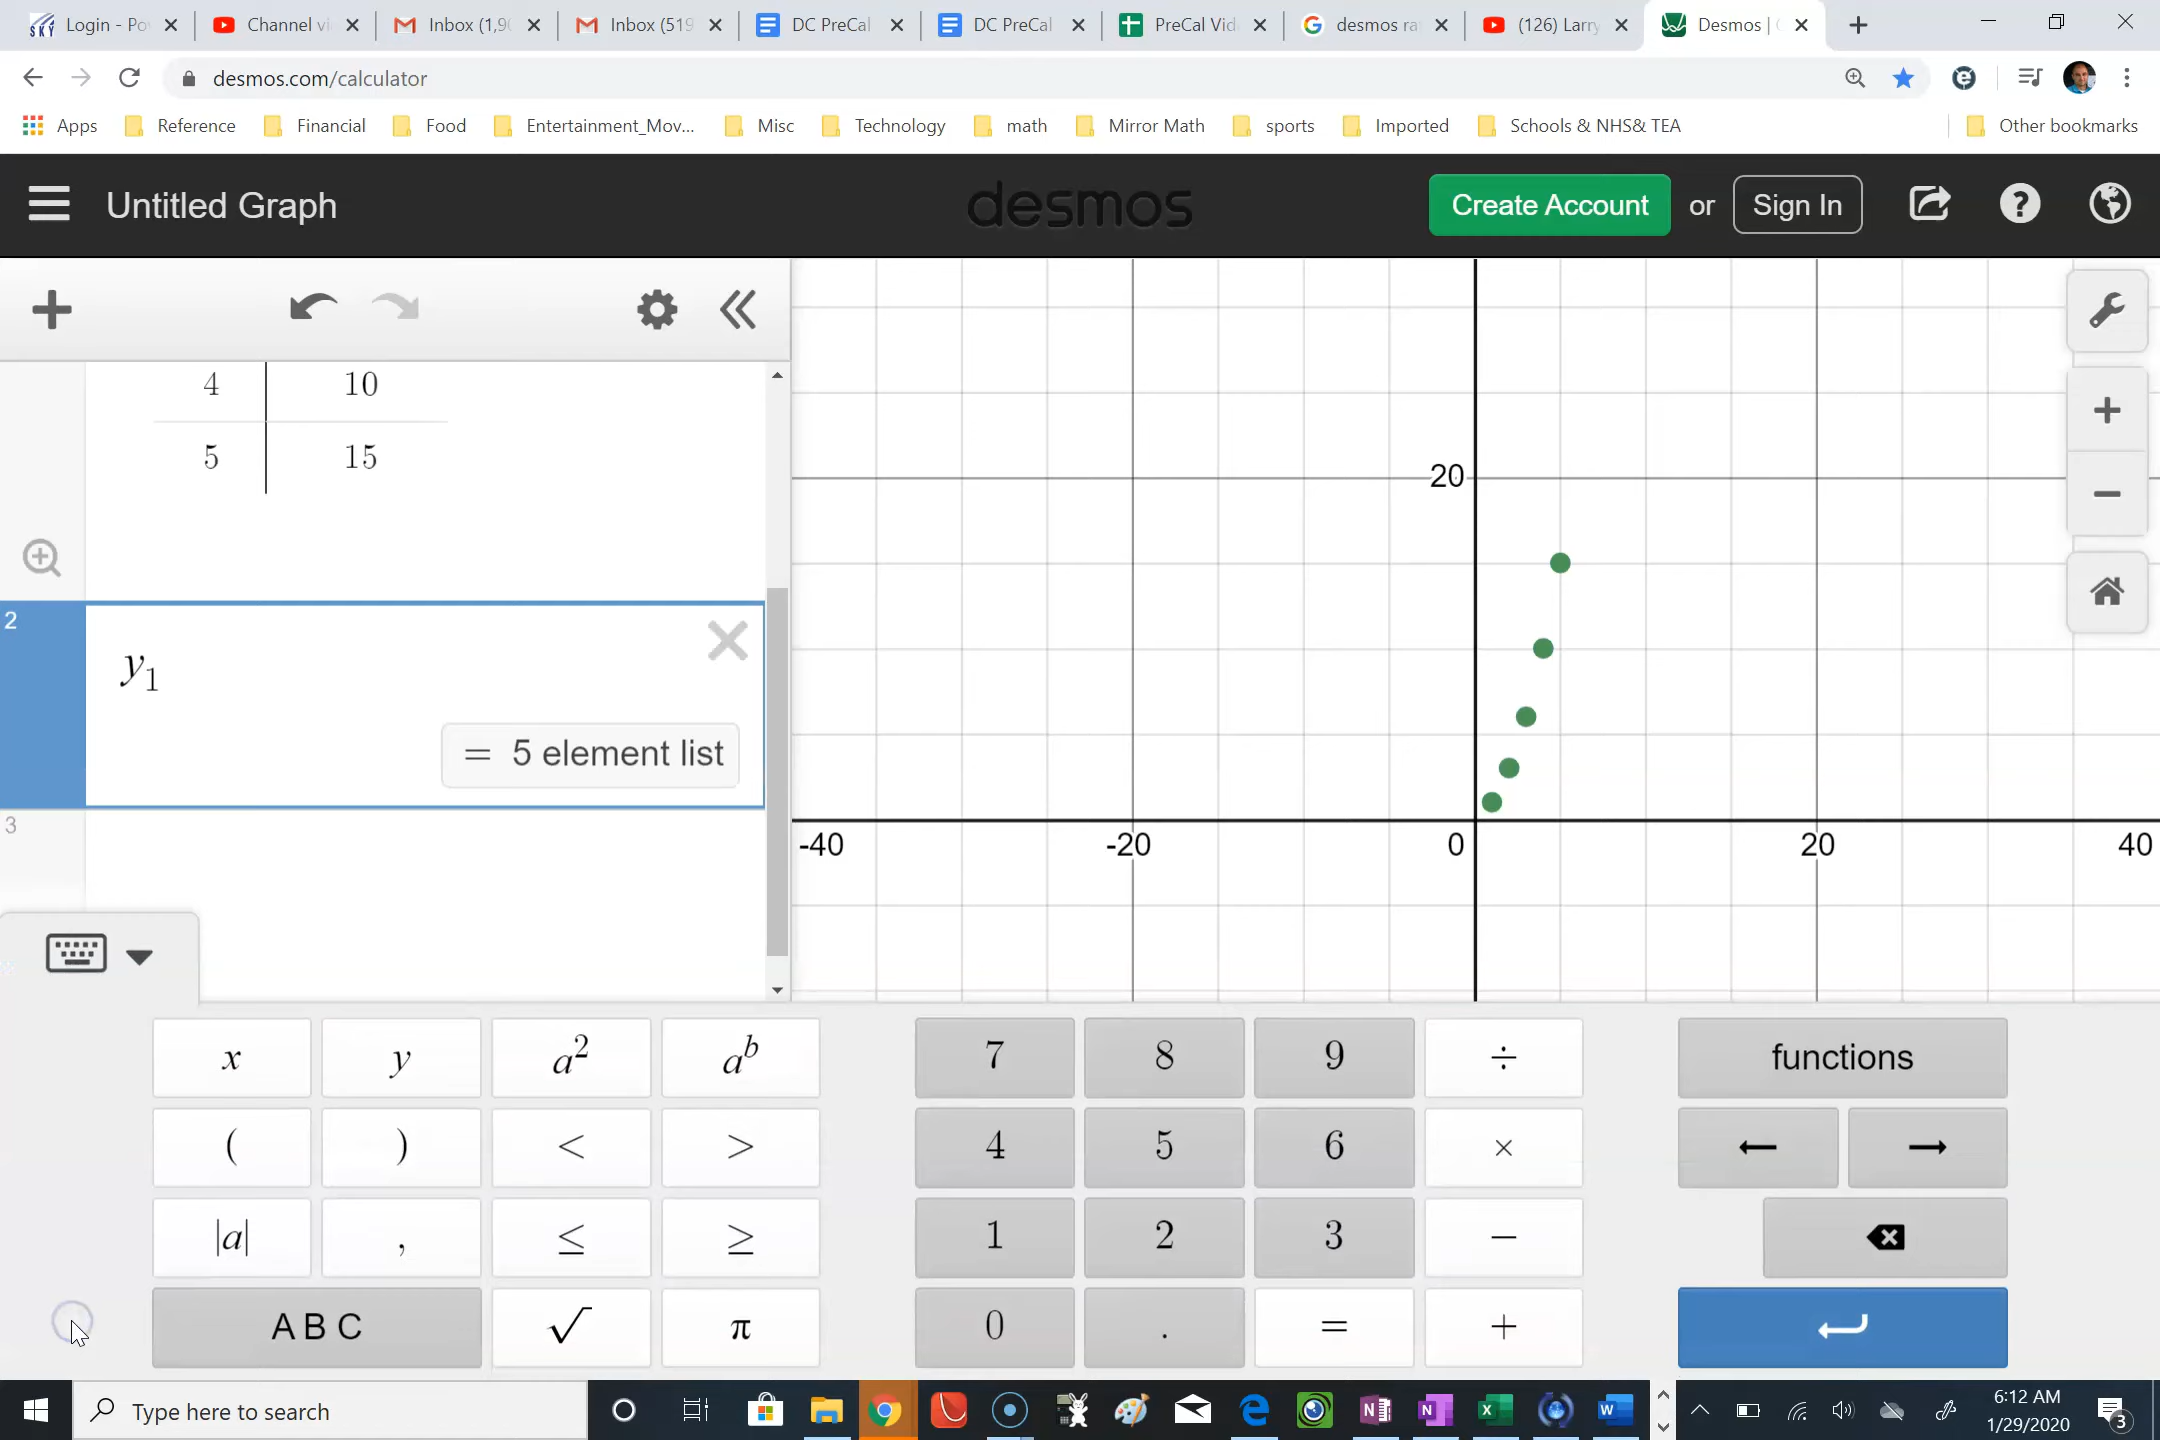 Login - Po
Channel vi
Inbox (1,90
Inbox (519
DC PreCal
DC PreCal
PreCal Vid
desmos ra
(126) Larry
Desmos |
desmos.com/calculator
Apps
Reference
Financial
Food
Entertainment_Mov...
Misc
Technology
math
Mirror Math
sports
Imported
Schools & NHS& TEA
Other bookmarks
Untitled Graph
desmos
Create Account or Sign In
4 10
5 15
2
y₁
= 5 element list
3
20
-40 -20 0 20 40
x y a² aᵇ 7 8 9 ÷ functions
( ) < > 4 5 6 × ← →
|a| , ≤ ≥ 1 2 3 −
A B C √ π 0 . = +
Type here to search
6:12 AM
1/29/2020
3